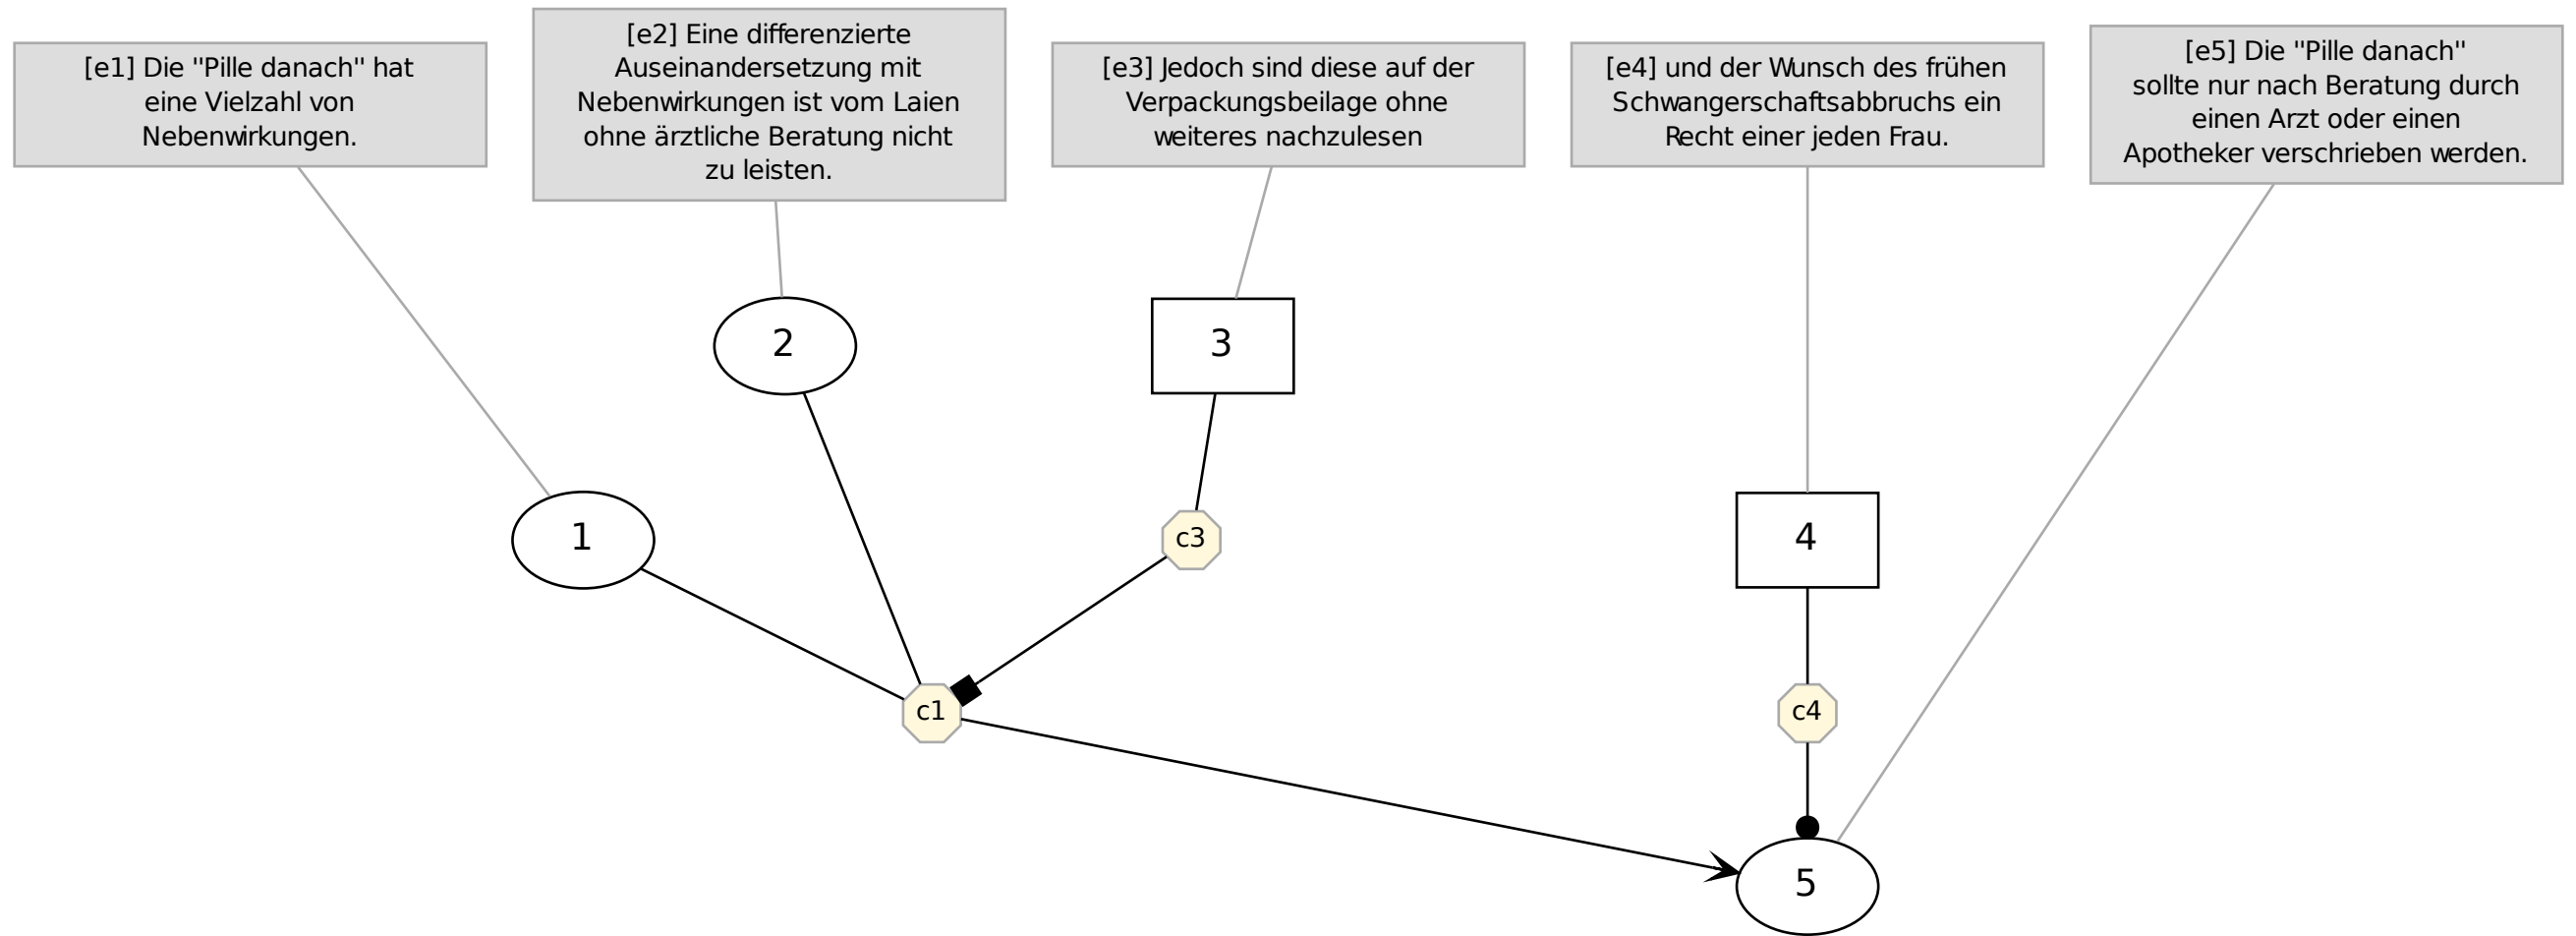 [e1] Die "Pille danach" hat
eine Vielzahl von
Nebenwirkungen.
[e2] Eine differenzierte
Auseinandersetzung mit
Nebenwirkungen ist vom Laien
ohne ärztliche Beratung nicht
zu leisten.
[e3] Jedoch sind diese auf der
Verpackungsbeilage ohne
weiteres nachzulesen
[e4] und der Wunsch des frühen
Schwangerschaftsabbruchs ein
Recht einer jeden Frau.
[e5] Die "Pille danach"
sollte nur nach Beratung durch
einen Arzt oder einen
Apotheker verschrieben werden.
2
3
1
c3
4
c1
c4
5